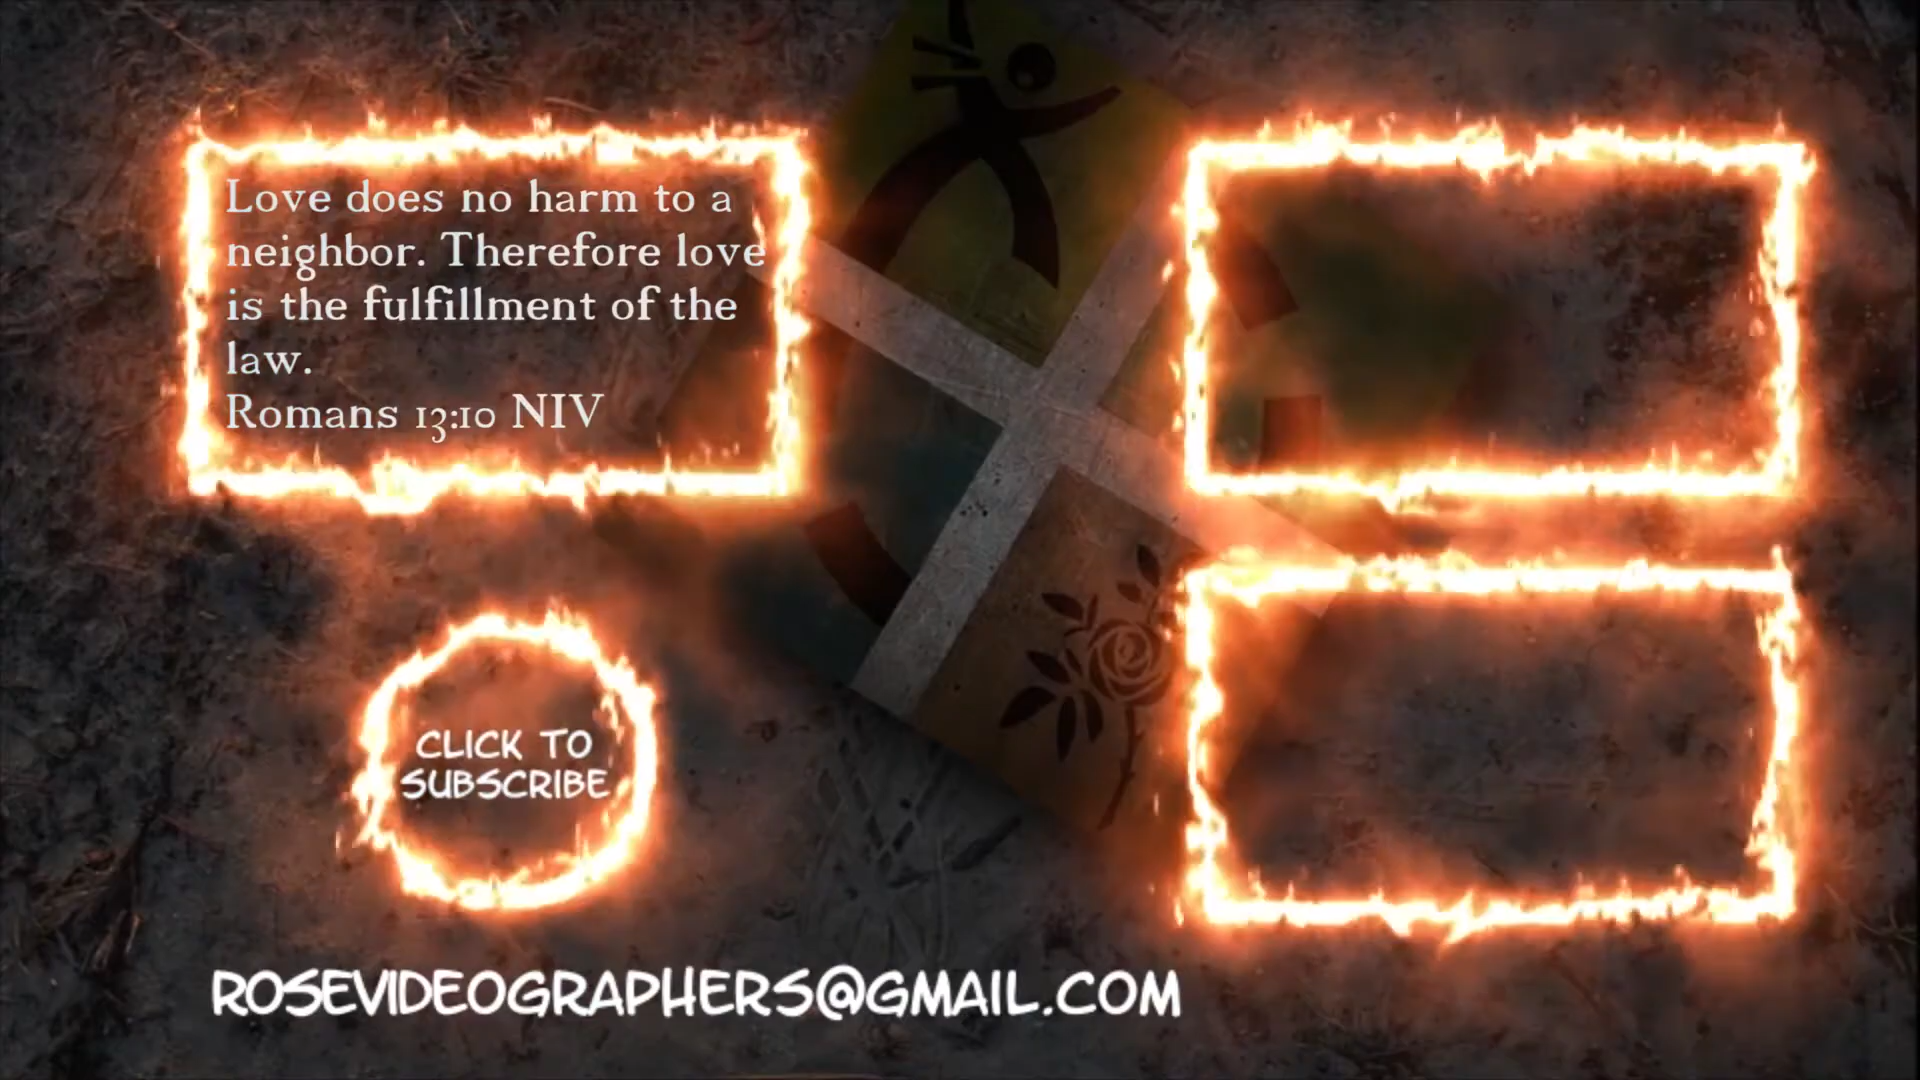 Love does no harm to a
neighbor. Therefore love
is the fulfillment of the
law.
Romans 13:10 NIV
CLICK TO
SUBSCRIBE
ROSEVIDEOGRAPHERS@GMAIL.COM